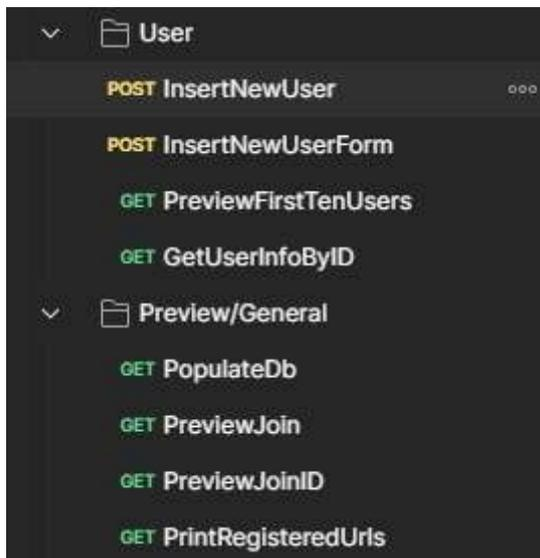 User
POST InsertNewUser
POST InsertNewUserForm
GET PreviewFirstTenUsers
GET GetUserInfoByID
Preview/General
GET PopulateDb
GET PreviewJoin
GET PreviewJoinID
GET PrintRegisteredUrls